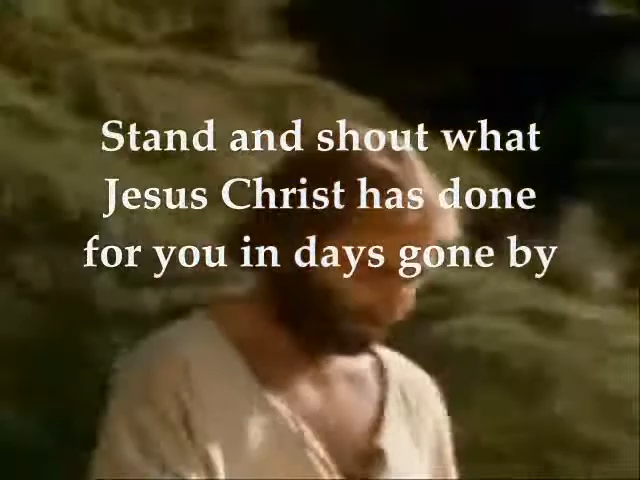 Stand and shout what
Jesus Christ has done
for you in days gone by